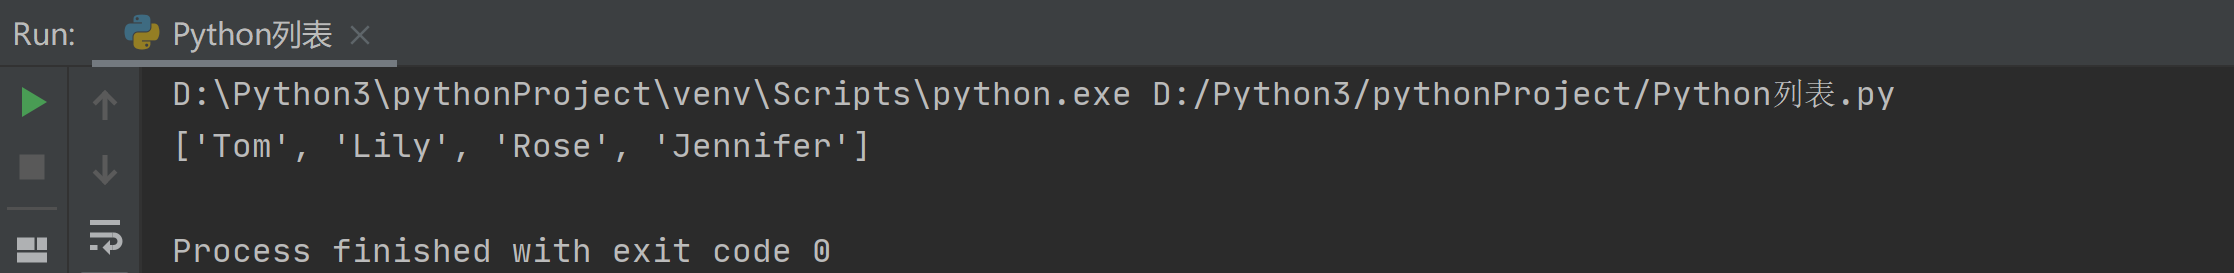 Run: Python列表
D:\Python3\pythonProject\venv\Scripts\python.exe D:/Python3/pythonProject/Python列表.py
['Tom', 'Lily', 'Rose', 'Jennifer']
Process finished with exit code 0